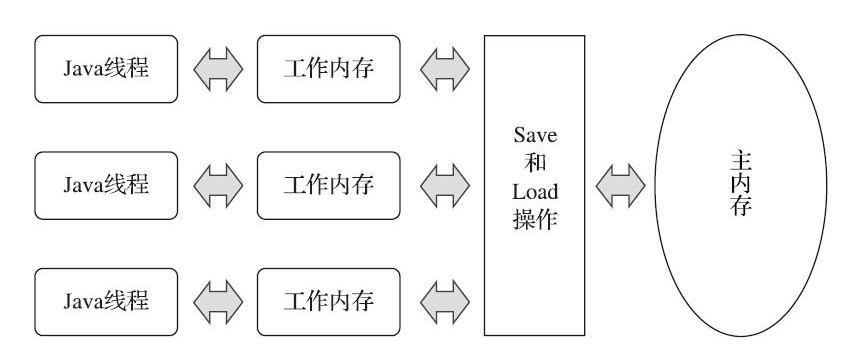 Java线程
工作内存
Java线程
工作内存
Java线程
工作内存
Save
和
Load
操作
主
内
存